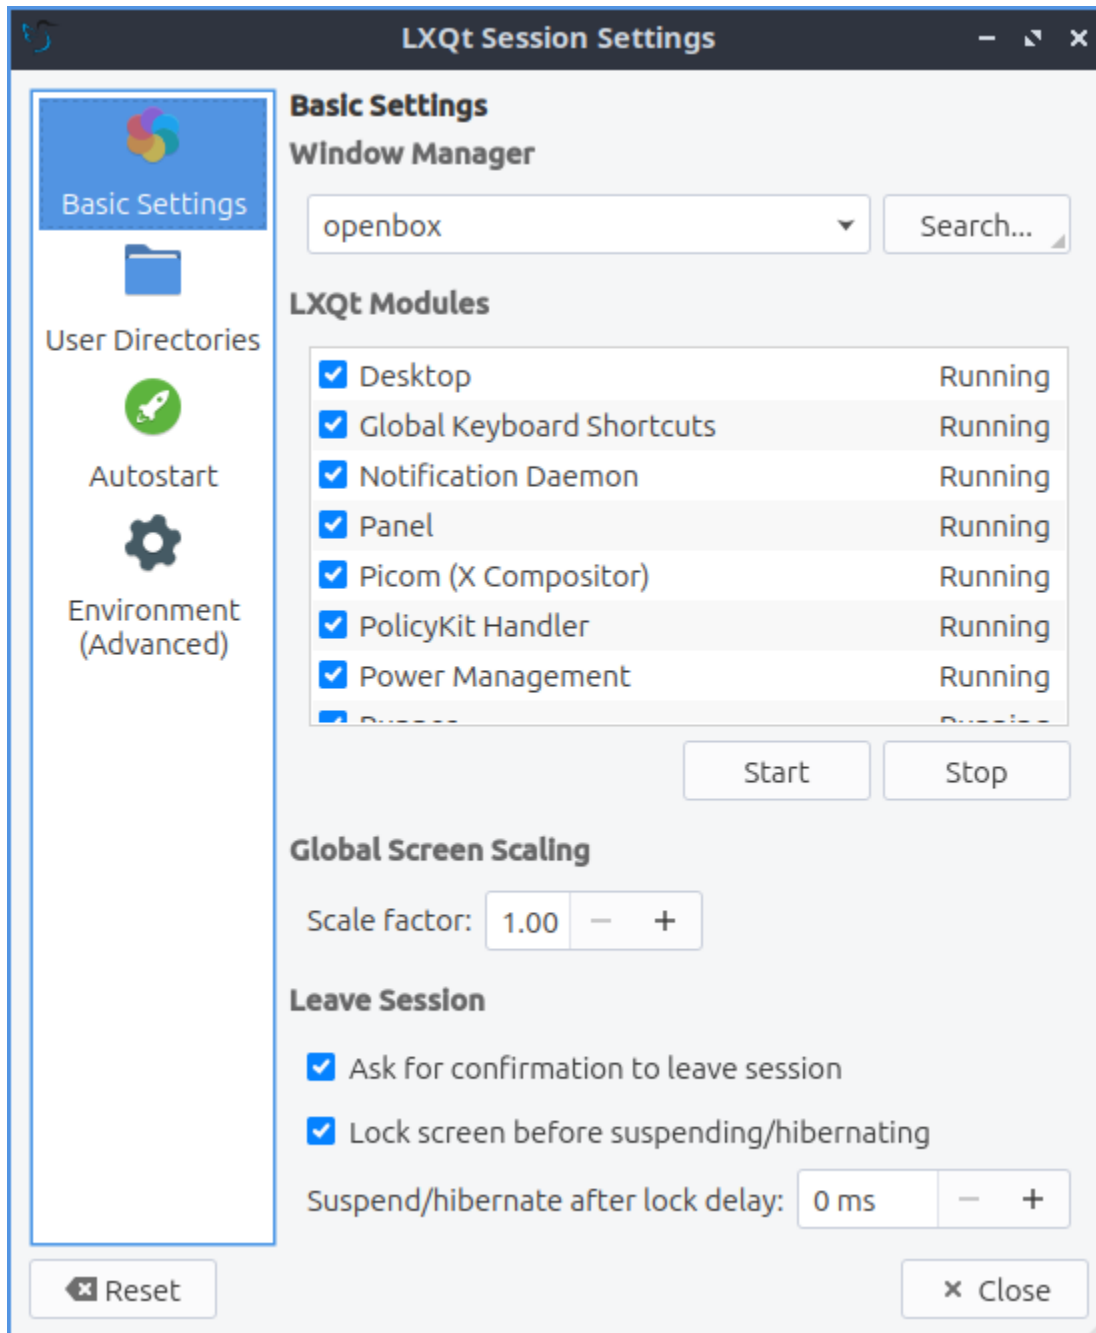 LXQt Session Settings
Basic Settings
User Directories
Autostart
Environment
(Advanced)
Basic Settings
Window Manager
openbox
Search...
LXQt Modules
Desktop Running
Global Keyboard Shortcuts Running
Notification Daemon Running
Panel Running
Picom (X Compositor) Running
PolicyKit Handler Running
Power Management Running
Start Stop
Global Screen Scaling
Scale factor: 1.00
Leave Session
Ask for confirmation to leave session
Lock screen before suspending/hibernating
Suspend/hibernate after lock delay: 0 ms
Reset
Close